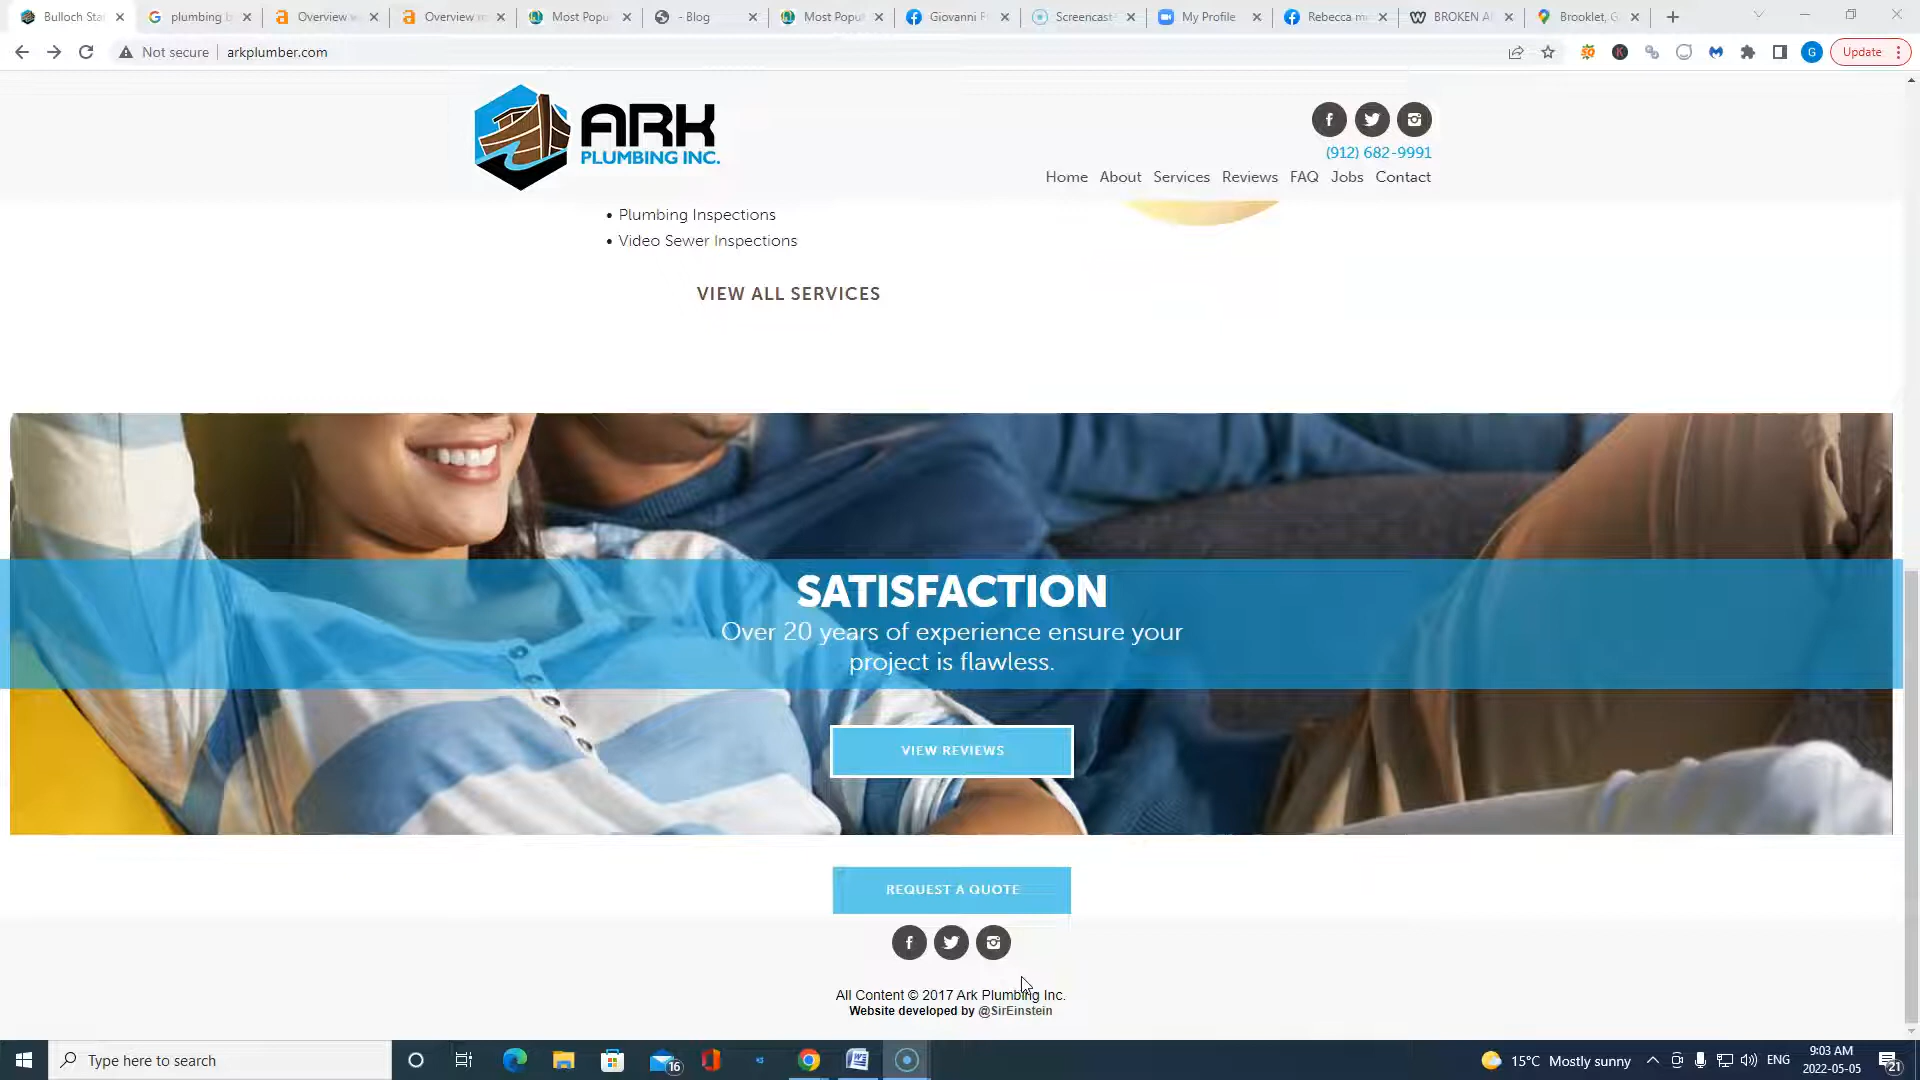 Bulloch Sta
plumbing b
Overview
Overview
Most Popu
- Blog
Most Popul
Giovanni
Screencast
My Profile
Rebecca m
BROKEN
Brooklet, G
Not secure
arkplumber.com
G
Update
ARK
PLUMBING INC.
(912) 682-9991
Home About Services Reviews FAQ Jobs Contact
• Plumbing Inspections
• Video Sewer Inspections
VIEW ALL SERVICES
SATISFACTION
Over 20 years of experience ensure your
project is flawless.
VIEW REVIEWS
REQUEST A QUOTE
All Content © 2017 Ark Plumbing Inc.
Website developed by @SirEinstein
Type here to search
16
15°C Mostly sunny
ENG
9:03 AM
2022-05-05
21